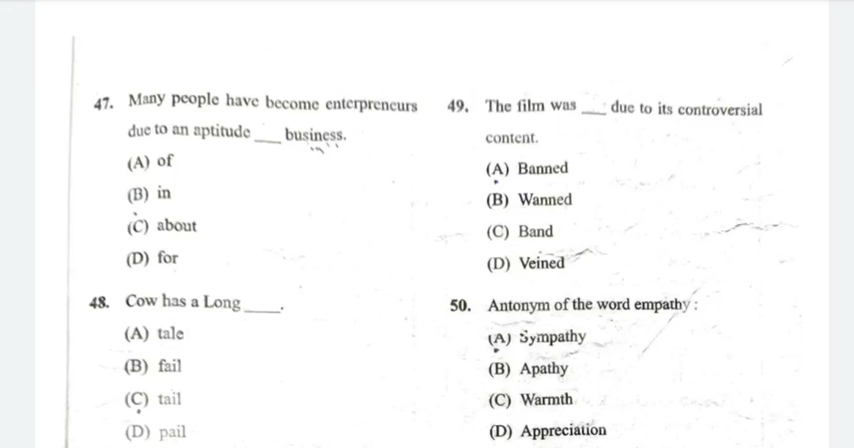 47. Many people have become enterpreneurs
due to an aptitude ___ business.
(A) of
(B) in
(C) about
(D) for
48. Cow has a Long ____.
(A) tale
(B) fail
(C) tail
(D) pail
49. The film was ___ due to its controversial
content.
(A) Banned
(B) Wanned
(C) Band
(D) Veined
50. Antonym of the word empathy :
(A) Sympathy
(B) Apathy
(C) Warmth
(D) Appreciation